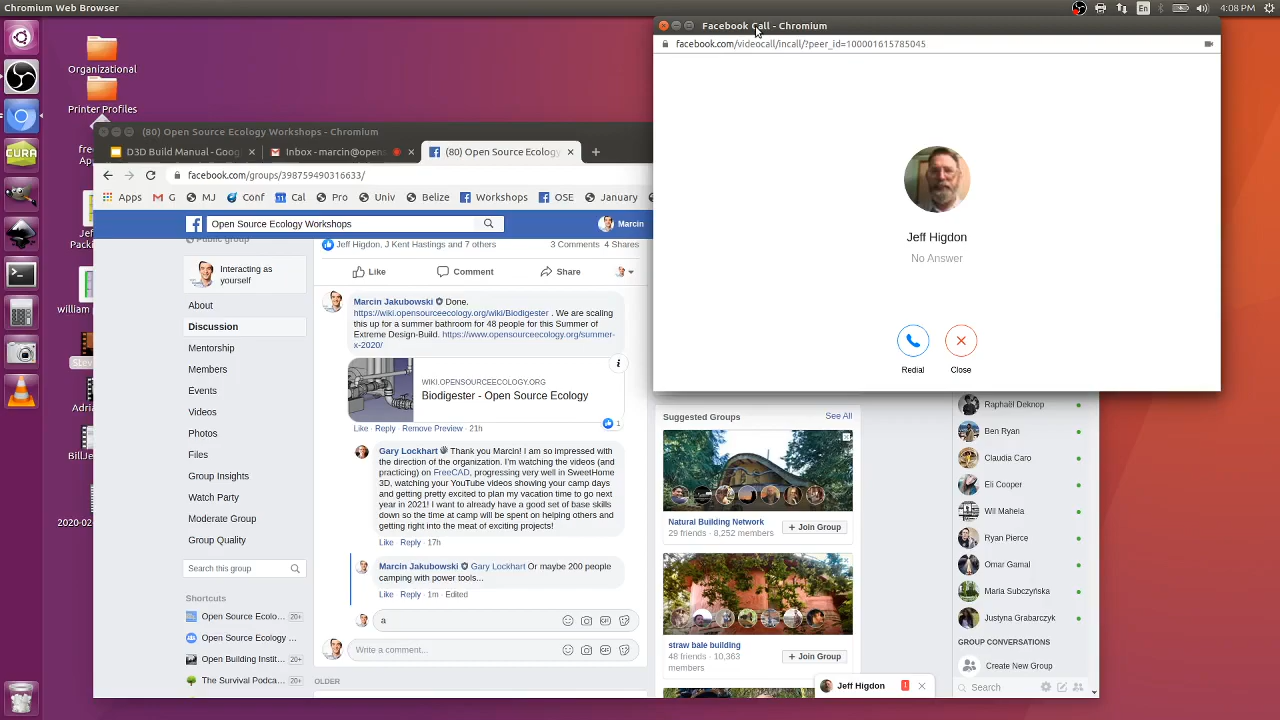 Chromium Web Browser
En
4:08 PM
Organizational
Printer Profiles
Facebook Call - Chromium
facebook.com/videocall/incall/?peer_id=100001615785045
Jeff Higdon
No Answer
Redial
Close
(80) Open Source Ecology Workshops - Chromium
D3D Build Manual - Goog
Inbox - marcin@opens
(80) Open Source Ecology
facebook.com/groups/398759490316633/
Apps
G
MJ
Conf
Cal
Pro
Univ
Belize
Workshops
OSE
January
Open Source Ecology Workshops
Marcin
Public group
Interacting as
yourself
About
Discussion
Mentorship
Members
Events
Videos
Photos
Files
Group Insights
Watch Party
Moderate Group
Group Quality
Search this group
Shortcuts
Open Source Ecolo... 20+
Open Source Ecology ...
Open Building Instit... 20+
The Survival Podca... 20+
Jeff Higdon, J Kent Hastings and 7 others
3 Comments 4 Shares
Like
Comment
Share
Marcin Jakubowski Done.
https://wiki.opensourceecology.org/wiki/Biodigester . We are scaling
this up for a summer bathroom for 48 people for this Summer of
Extreme Design-Build. https://www.opensourceecology.org/summer-
x-2020/
WIKI.OPENSOURCEECOLOGY.ORG
Biodigester - Open Source Ecology
1
Like · Reply · Remove Preview · 21h
Gary Lockhart Thank you Marcin! I am so impressed with
the direction of the organization. I'm watching the videos (and
practicing) on FreeCAD, progressing very well in SweetHome
3D, watching your YouTube videos showing your camp days
and getting pretty excited to plan my vacation time to go next
year in 2021! I want to already have a good set of base skills
down so the time at camp will be spent on helping others and
getting right into the meat of exciting projects!
Like · Reply · 17h
Marcin Jakubowski Gary Lockhart Or maybe 200 people
camping with power tools...
Like · Reply · 1m · Edited
a
Write a comment...
OLDER
Suggested Groups
See All
Natural Building Network
29 friends · 8,252 members
Join Group
straw bale building
48 friends · 10,363
members
Join Group
Raphaël Deknop
Ben Ryan
Claudia Caro
Eli Cooper
Wil Mahela
Ryan Pierce
Omar Gamal
Maria Subczyńska
Justyna Grabarczyk
GROUP CONVERSATIONS
Create New Group
Search
Jeff Higdon
1
CURA